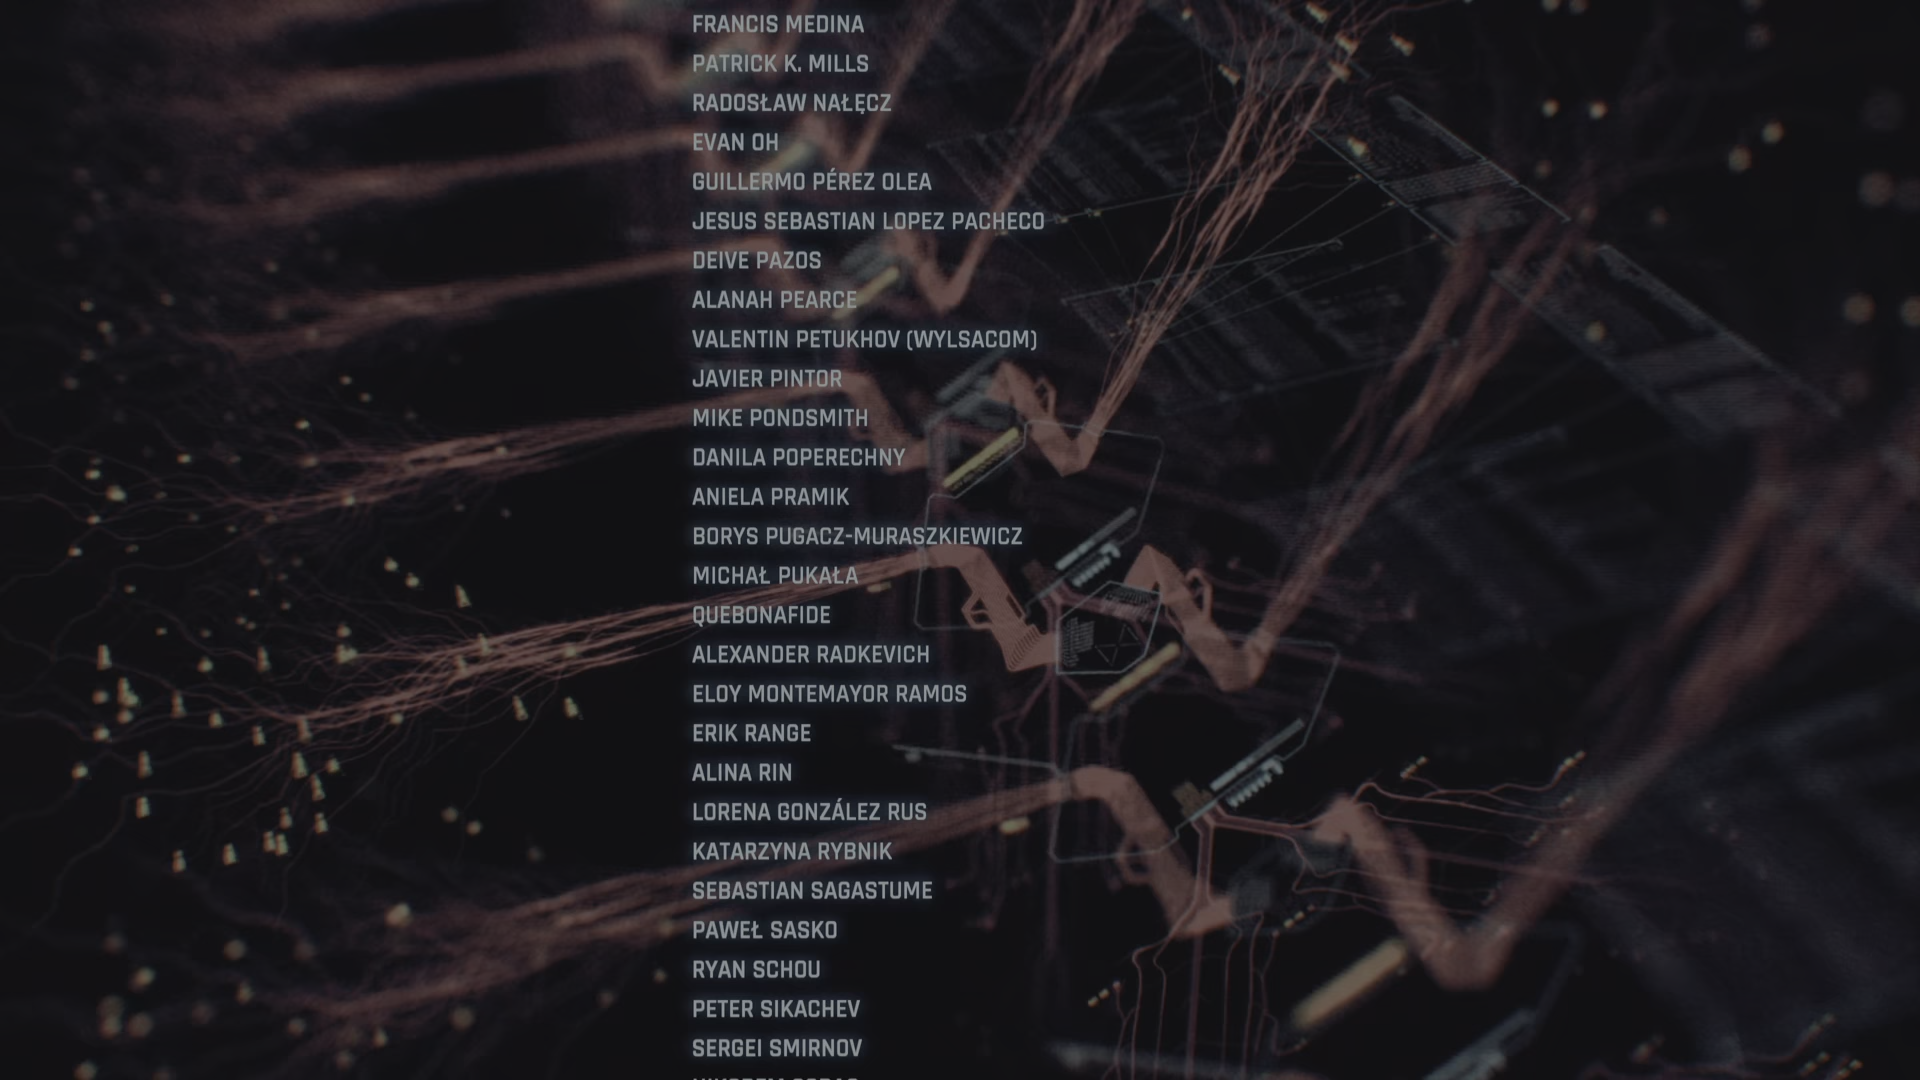 FRANCIS MEDINA
PATRICK K. MILLS
RADOSŁAW NAŁĘCZ
EVAN OH
GUILLERMO PÉREZ OLEA
JESUS SEBASTIAN LOPEZ PACHECO
DEIVE PAZOS
ALANAH PEARCE
VALENTIN PETUKHOV (WYLSACOM)
JAVIER PINTOR
MIKE PONDSMITH
DANILA POPERECHNY
ANIELA PRAMIK
BORYS PUGACZ-MURASZKIEWICZ
MICHAŁ PUKAŁA
QUEBONAFIDE
ALEXANDER RADKEVICH
ELOY MONTEMAYOR RAMOS
ERIK RANGE
ALINA RIN
LORENA GONZÁLEZ RUS
KATARZYNA RYBNIK
SEBASTIAN SAGASTUME
PAWEŁ SASKO
RYAN SCHOU
PETER SIKACHEV
SERGEI SMIRNOV